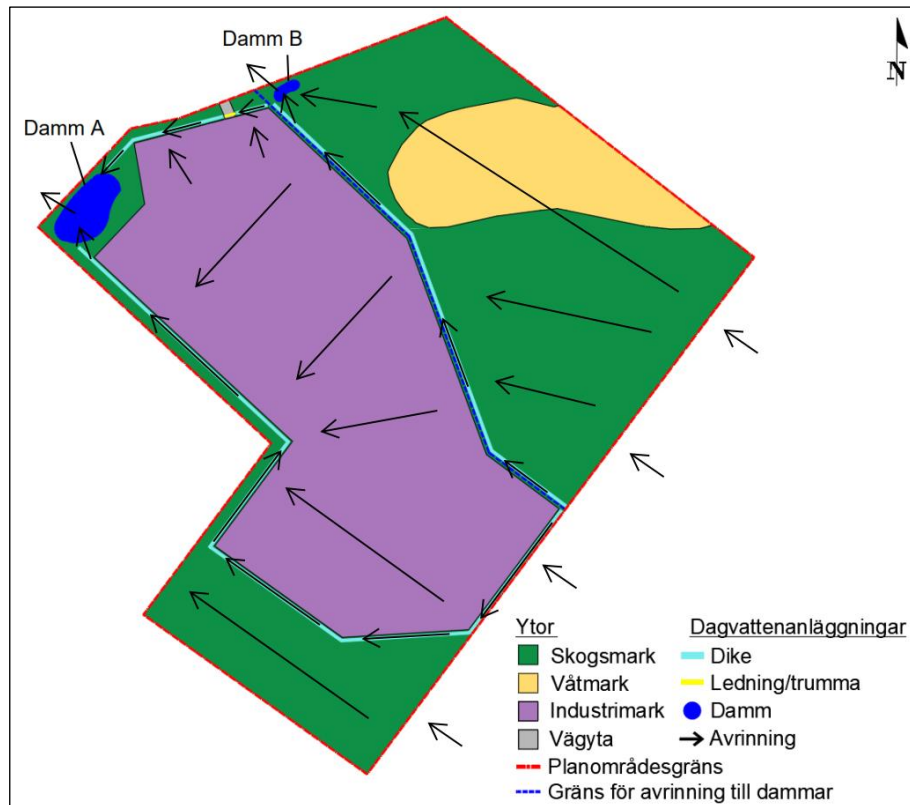 Damm B
Damm A
N
Ytor
Skogsmark
Våtmark
Industrimark
Vägyta
Planområdesgräns
Gräns för avrinning till dammar
Dagvattenanläggningar
Dike
Ledning/trumma
Damm
Avrinning